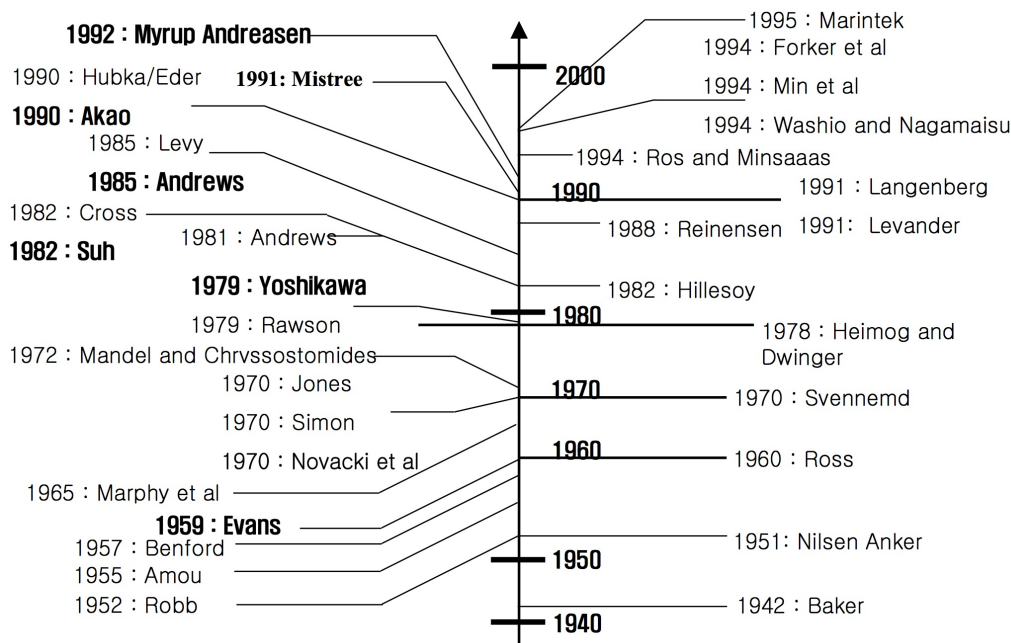 1992 : Myrup Andreasen
1990 : Hubka/Eder
1991: Mistree
1990 : Akao
1985 : Levy
1985 : Andrews
1982 : Cross
1981 : Andrews
1982 : Suh
1979 : Yoshikawa
1979 : Rawson
1972 : Mandel and Chrvssostomides
1970 : Jones
1970 : Simon
1970 : Novacki et al
1965 : Marphy et al
1959 : Evans
1957 : Benford
1955 : Amou
1952 : Robb
2000
1990
1980
1970
1960
1950
1940
1995 : Marintek
1994 : Forker et al
1994 : Min et al
1994 : Washio and Nagamaisu
1994 : Ros and Minsaaas
1991 : Langenberg
1988 : Reinensen
1991: Levander
1982 : Hillesoy
1978 : Heimog and
Dwinger
1970 : Svennemd
1960 : Ross
1951: Nilsen Anker
1942 : Baker